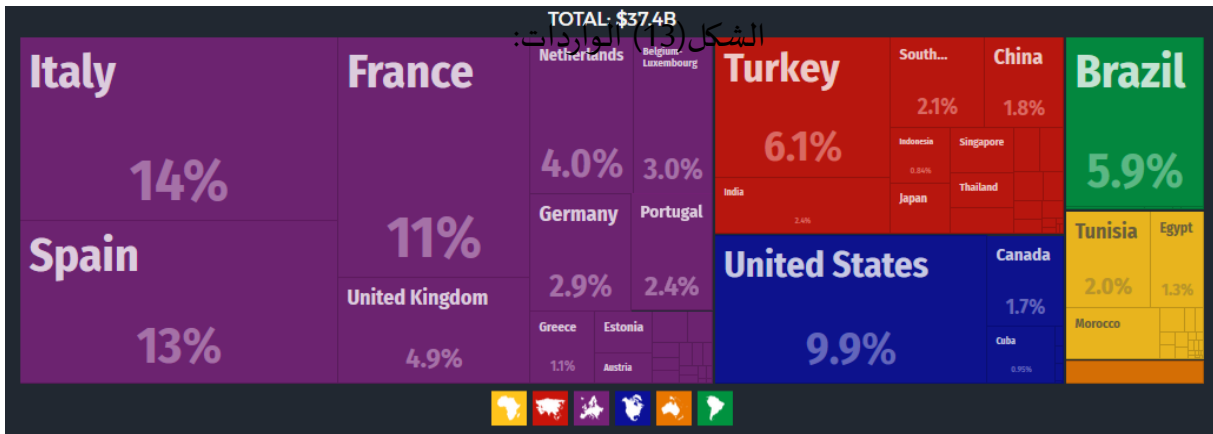 TOTAL: $37.4B
الشكل(13) الواردات:
Italy
14%
Spain
13%
France
11%
United Kingdom
4.9%
Netherlands
4.0%
Belgium-
Luxembourg
3.0%
Germany
2.9%
Portugal
2.4%
Greece
1.1%
Estonia
Austria
Turkey
6.1%
India
2.4%
South...
2.1%
China
1.8%
Indonesia
0.84%
Singapore
Japan
Thailand
United States
9.9%
Canada
1.7%
Cuba
0.95%
Brazil
5.9%
Tunisia
2.0%
Egypt
1.3%
Morocco